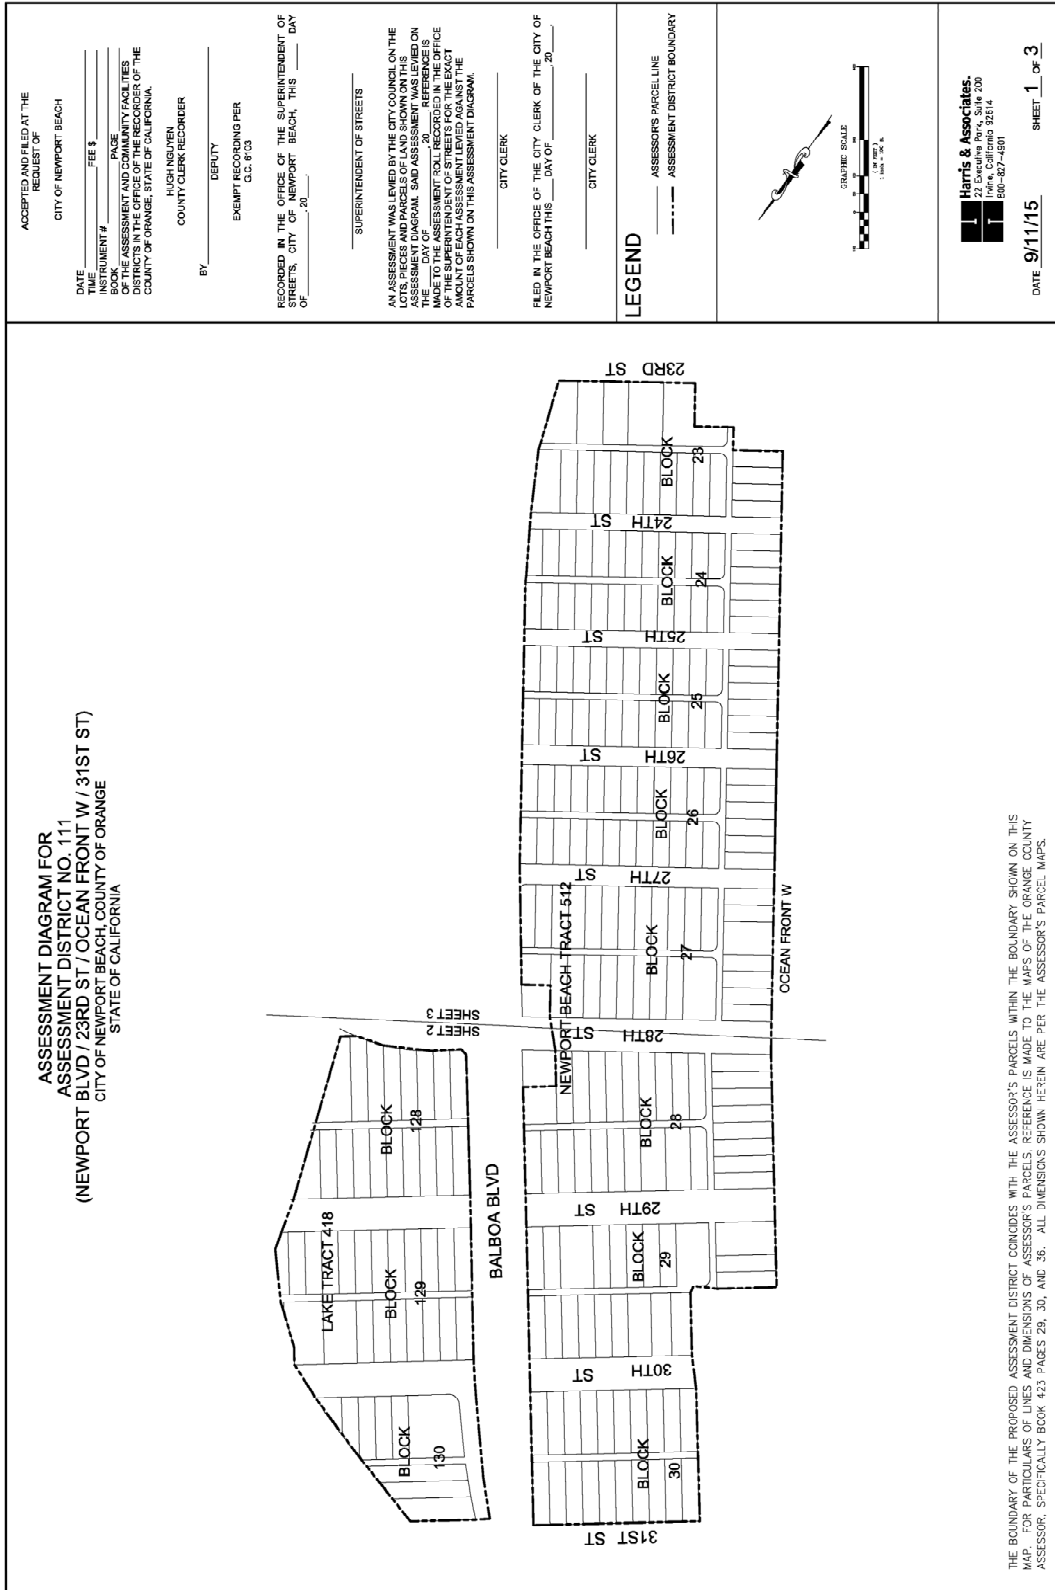 ASSESSMENT DIAGRAM FOR
ASSESSMENT DISTRICT NO. 111
(NEWPORT BLVD / 23RD ST / OCEAN FRONT W / 31ST ST)
CITY OF NEWPORT BEACH, COUNTY OF ORANGE
STATE OF CALIFORNIA
LAKE TRACT 418
BLOCK
130
BLOCK
129
BLOCK
128
BALBOA BLVD
SHEET 2
SHEET 3
NEWPORT BEACH TRACT 512
31ST ST
BLOCK
30
30TH ST
BLOCK
29
29TH ST
BLOCK
28
28TH ST
BLOCK
27
27TH ST
BLOCK
26
26TH ST
BLOCK
25
25TH ST
BLOCK
24
24TH ST
BLOCK
23
23RD ST
OCEAN FRONT W
THE BOUNDARY OF THE PROPOSED ASSESSMENT DISTRICT COINCIDES WITH THE ASSESSOR'S PARCELS WITHIN THE BOUNDARY SHOWN ON THIS
MAP. FOR PARTICULARS OF LINES AND DIMENSIONS OF ASSESSOR'S PARCELS, REFERENCE IS MADE TO THE MAPS OF THE ORANGE COUNTY
ASSESSOR, SPECIFICALLY BOOK 423 PAGES 29, 30, AND 36. ALL DIMENSIONS SHOWN HEREIN ARE PER THE ASSESSOR'S PARCEL MAPS.
ACCEPTED AND FILED AT THE
REQUEST OF
CITY OF NEWPORT BEACH
DATE
TIME FEE $
INSTRUMENT #
BOOK PAGE
OF THE ASSESSMENT AND COMMUNITY FACILITIES
DISTRICTS IN THE OFFICE OF THE RECORDER OF THE
COUNTY OF ORANGE, STATE OF CALIFORNIA.
HUGH NGUYEN
COUNTY CLERK RECORDER
BY
DEPUTY
EXEMPT RECORDING PER
G.C. 6103
RECORDED IN THE OFFICE OF THE SUPERINTENDENT OF
STREETS, CITY OF NEWPORT BEACH, THIS DAY
OF , 20
SUPERINTENDENT OF STREETS
AN ASSESSMENT WAS LEVIED BY THE CITY COUNCIL ON THE
LOTS, PIECES AND PARCELS OF LAND SHOWN ON THIS
ASSESSMENT DIAGRAM. SAID ASSESSMENT WAS LEVIED ON
THE DAY OF , 20 . REFERENCE IS
MADE TO THE ASSESSMENT ROLL RECORDED IN THE OFFICE
OF THE SUPERINTENDENT OF STREETS FOR THE EXACT
AMOUNT OF EACH ASSESSMENT LEVIED AGAINST THE
PARCELS SHOWN ON THIS ASSESSMENT DIAGRAM.
CITY CLERK
FILED IN THE OFFICE OF THE CITY CLERK OF THE CITY OF
NEWPORT BEACH THIS DAY OF , 20
CITY CLERK
LEGEND
ASSESSOR'S PARCEL LINE
ASSESSMENT DISTRICT BOUNDARY
GRAPHIC SCALE
( IN FEET )
Harris & Associates.
22 Executive Park, Suite 200
Irvine, California 92614
800-827-4901
DATE 9/11/15 SHEET 1 OF 3